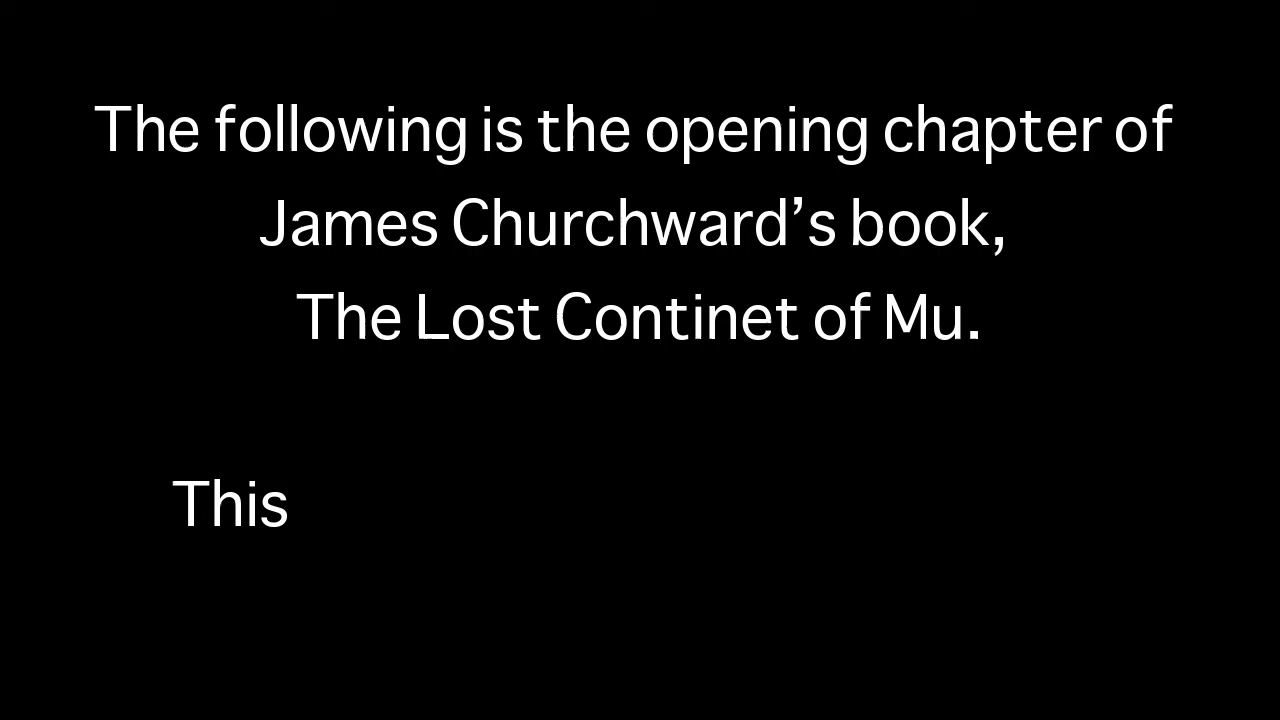 The following is the opening chapter of
James Churchward’s book,
The Lost Continet of Mu.
This